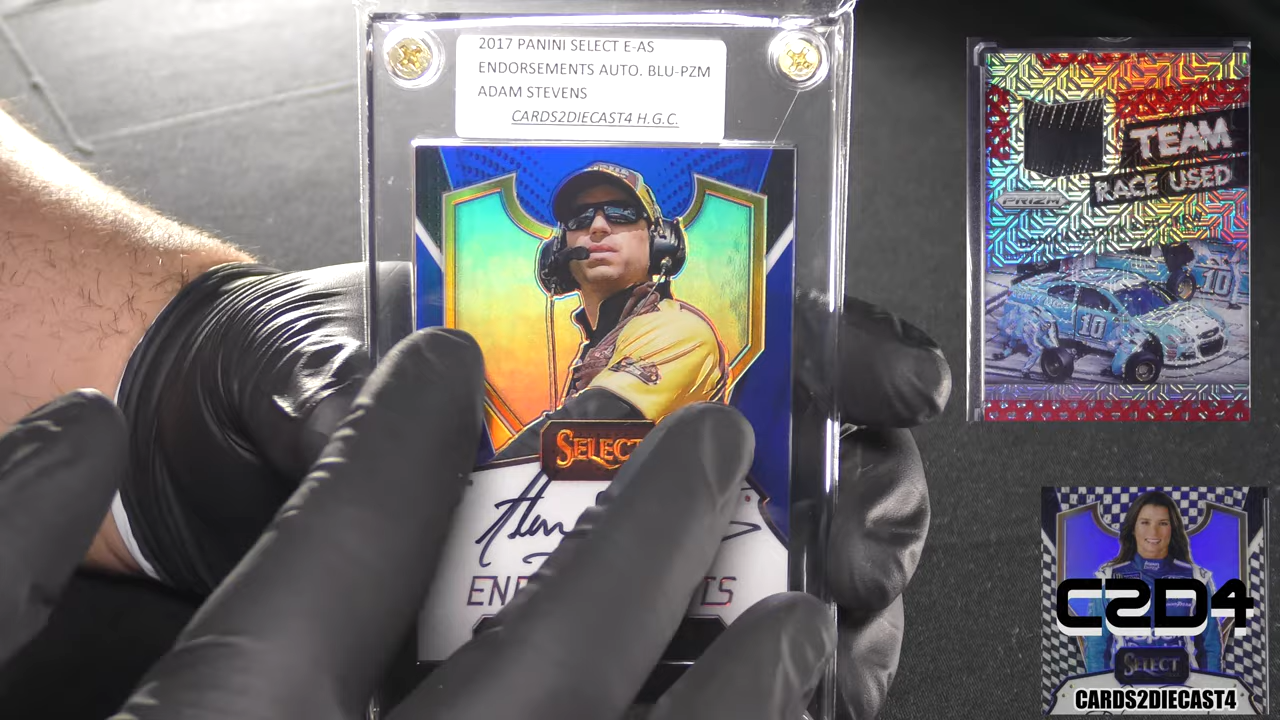 2017 PANINI SELECT E-AS
ENDORSEMENTS AUTO. BLU-PZM
ADAM STEVENS
CARDS2DIECAST4 H.G.C.
SELECT
TEAM
RACE USED
PRIZM
10
10
C2D4
SELECT
CARDS2DIECAST4